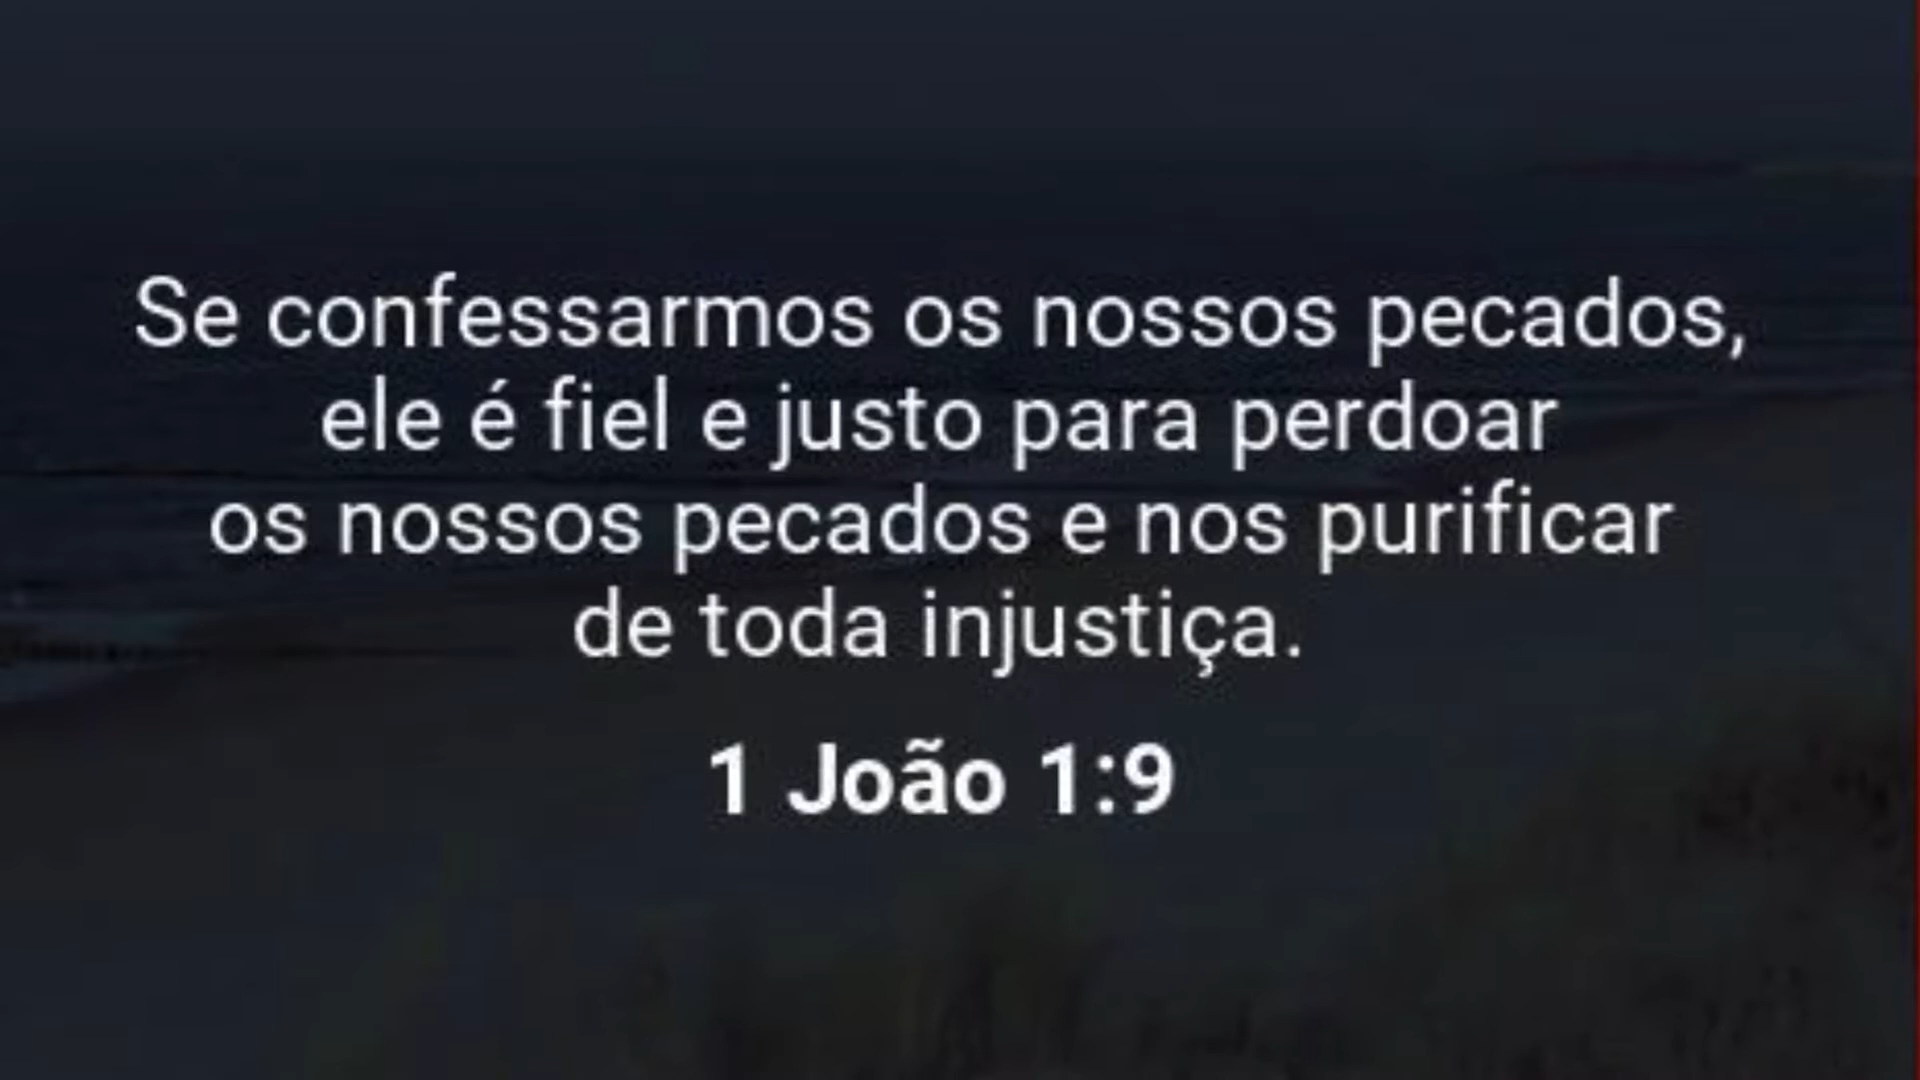 Se confessarmos os nossos pecados,
ele é fiel e justo para perdoar
os nossos pecados e nos purificar
de toda injustiça.
1 João 1:9